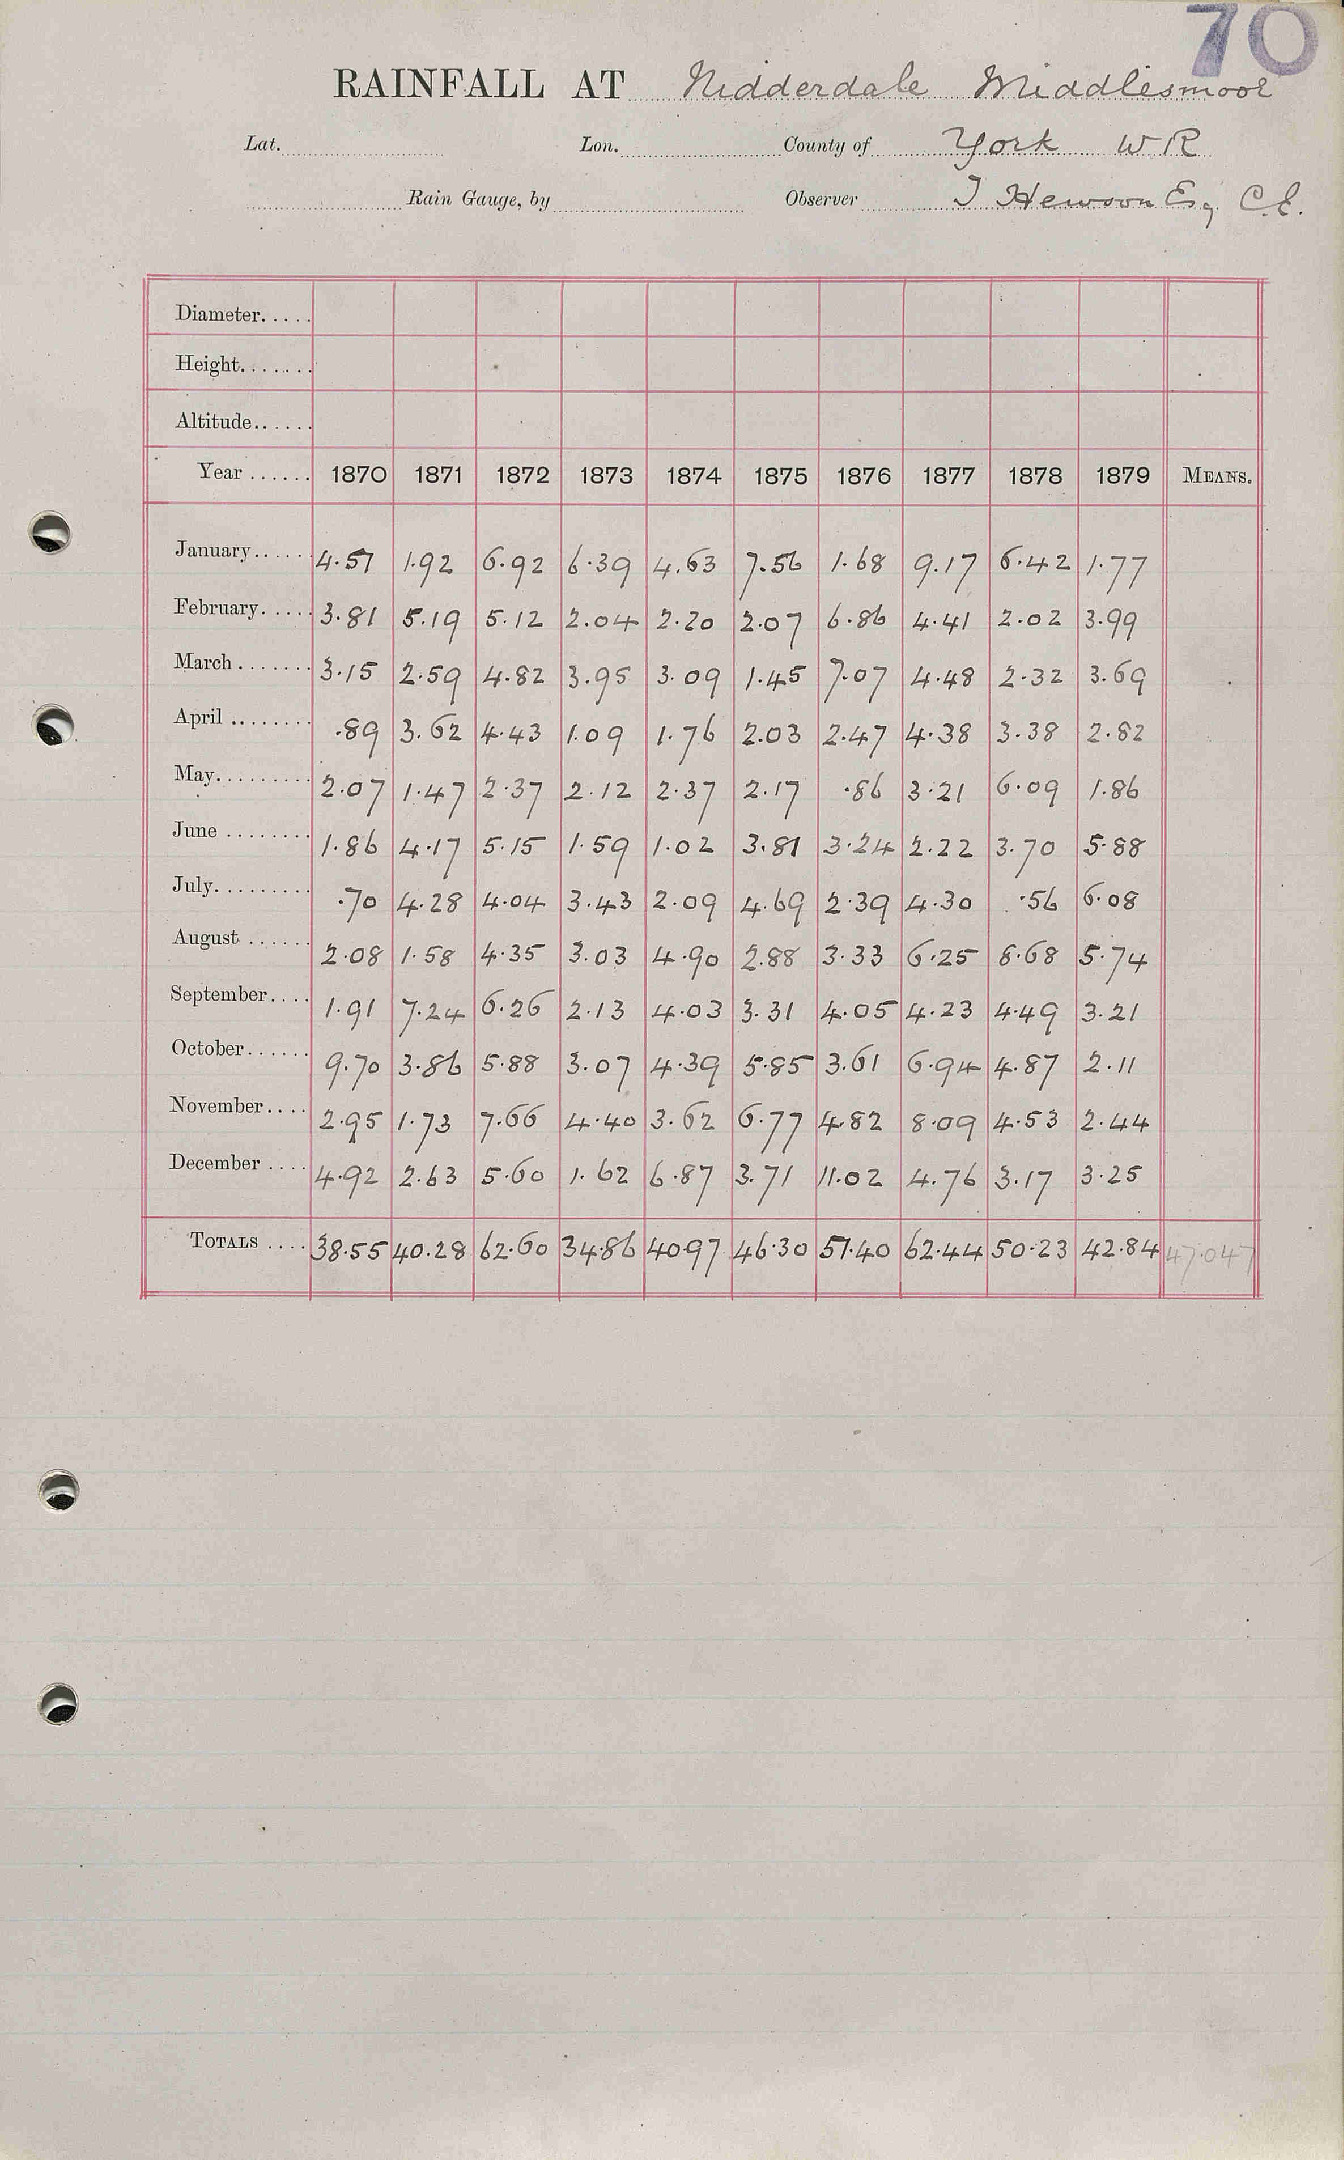 70
RAINFALL AT Nidderdale Middlesmoor
Lat. Lon. County of York W R
Rain Gauge, by Observer T Hewson Esq C.E.
Diameter.....
Height.......
Altitude......
Year ...... 1870 1871 1872 1873 1874 1875 1876 1877 1878 1879 MEANS.
January...... 4.51 1.92 6.92 6.39 4.63 7.56 1.68 9.17 6.42 1.77
February..... 3.81 5.19 5.12 2.04 2.20 2.07 6.86 4.41 2.02 3.99
March ....... 3.15 2.59 4.82 3.95 3.09 1.45 7.07 4.48 2.32 3.69
April ........ .89 3.62 4.43 1.09 1.76 2.03 2.47 4.38 3.38 2.82
May......... 2.07 1.47 2.37 2.12 2.37 2.17 .86 3.21 6.09 1.86
June ........ 1.86 4.17 5.15 1.59 1.02 3.81 3.24 2.22 3.70 5.88
July......... .70 4.28 4.04 3.43 2.09 4.69 2.39 4.30 .56 6.08
August ...... 2.08 1.58 4.35 3.03 4.90 2.88 3.33 6.25 8.68 5.74
September.... 1.91 7.24 6.26 2.13 4.03 3.31 4.05 4.23 4.49 3.21
October...... 9.70 3.86 5.88 3.07 4.39 5.85 3.61 6.94 4.87 2.11
November.... 2.95 1.73 7.66 4.40 3.62 6.77 4.82 8.09 4.53 2.44
December .... 4.92 2.63 5.60 1.62 6.87 3.71 11.02 4.76 3.17 3.25
TOTALS .... 38.55 40.28 62.60 34.86 40.97 46.30 51.40 62.44 50.23 42.84 47.047